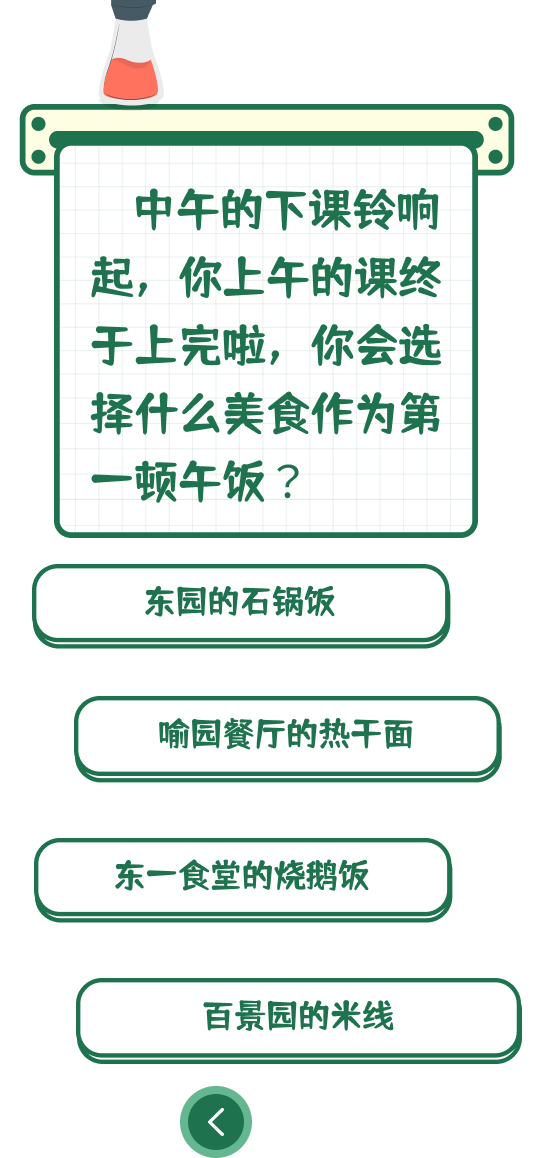 中午的下课铃响
起，你上午的课终
于上完啦，你会选
择什么美食作为第
一顿午饭？
东园的石锅饭
喻园餐厅的热干面
东一食堂的烧鹅饭
百景园的米线